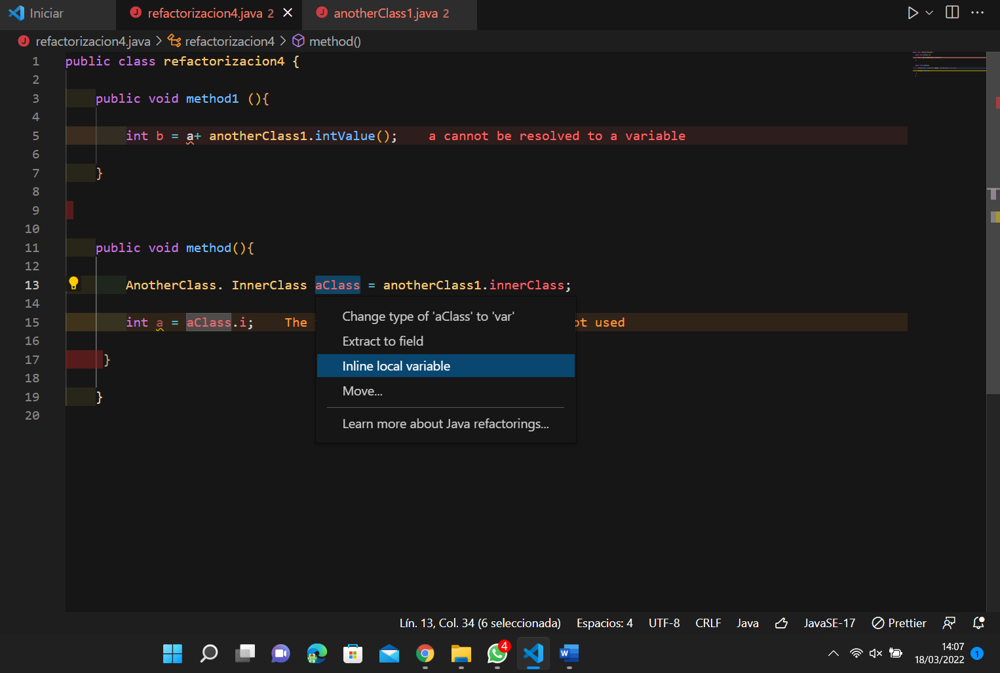 Iniciar
refactorizacion4.java 2
anotherClass1.java 2
refactorizacion4.java > refactorizacion4 > method()
1 public class refactorizacion4 {
2
3 public void method1 (){
4
5 int b = a+ anotherClass1.intValue(); a cannot be resolved to a variable
6
7 }
8
9
10
11 public void method(){
12
13 AnotherClass. InnerClass aClass = anotherClass1.innerClass;
14
15 int a = aClass.i; The ot used
16
17 }
18
19 }
20
Change type of 'aClass' to 'var'
Extract to field
Inline local variable
Move...
Learn more about Java refactorings...
Lín. 13, Col. 34 (6 seleccionada) Espacios: 4 UTF-8 CRLF Java JavaSE-17 Prettier
4
W
14:07
18/03/2022
1